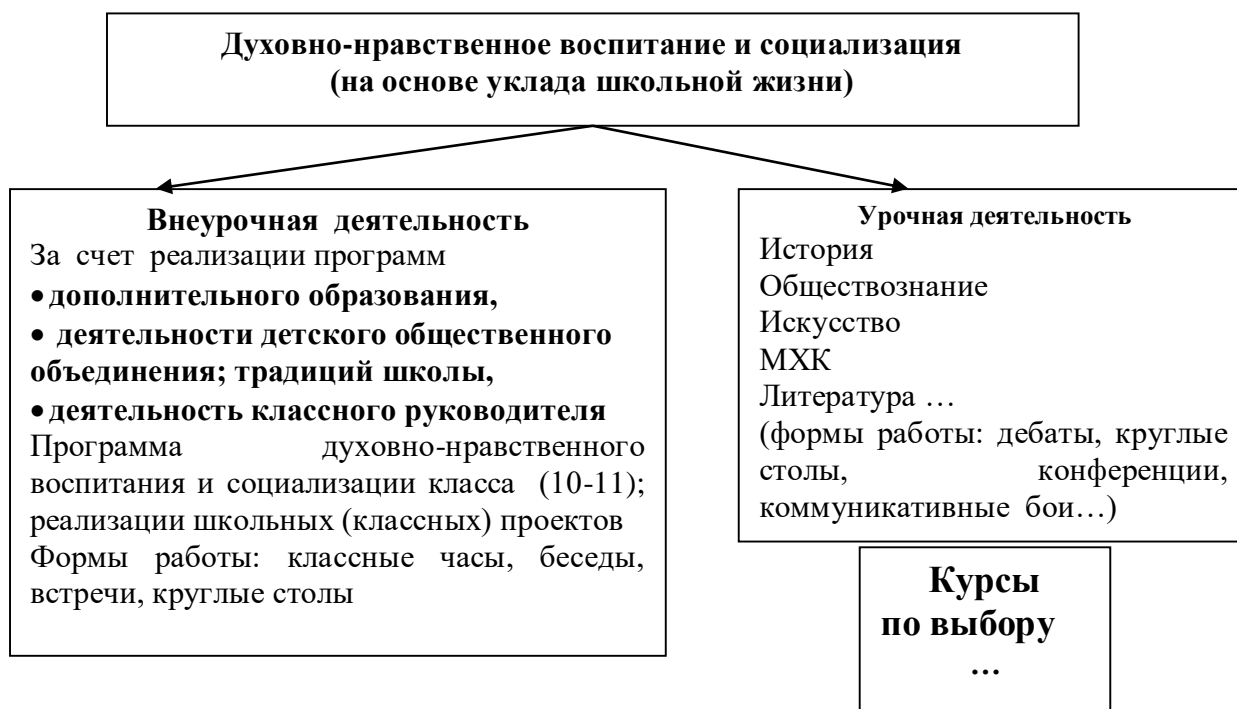 Духовно-нравственное воспитание и социализация
(на основе уклада школьной жизни)
Внеурочная деятельность
За счет реализации программ
• дополнительного образования,
• деятельности детского общественного
объединения; традиций школы,
• деятельность классного руководителя
Программа духовно-нравственного
воспитания и социализации класса (10-11);
реализации школьных (классных) проектов
Формы работы: классные часы, беседы,
встречи, круглые столы
Урочная деятельность
История
Обществознание
Искусство
МХК
Литература …
(формы работы: дебаты, круглые
столы, конференции,
коммуникативные бои…)
Курсы
по выбору
…